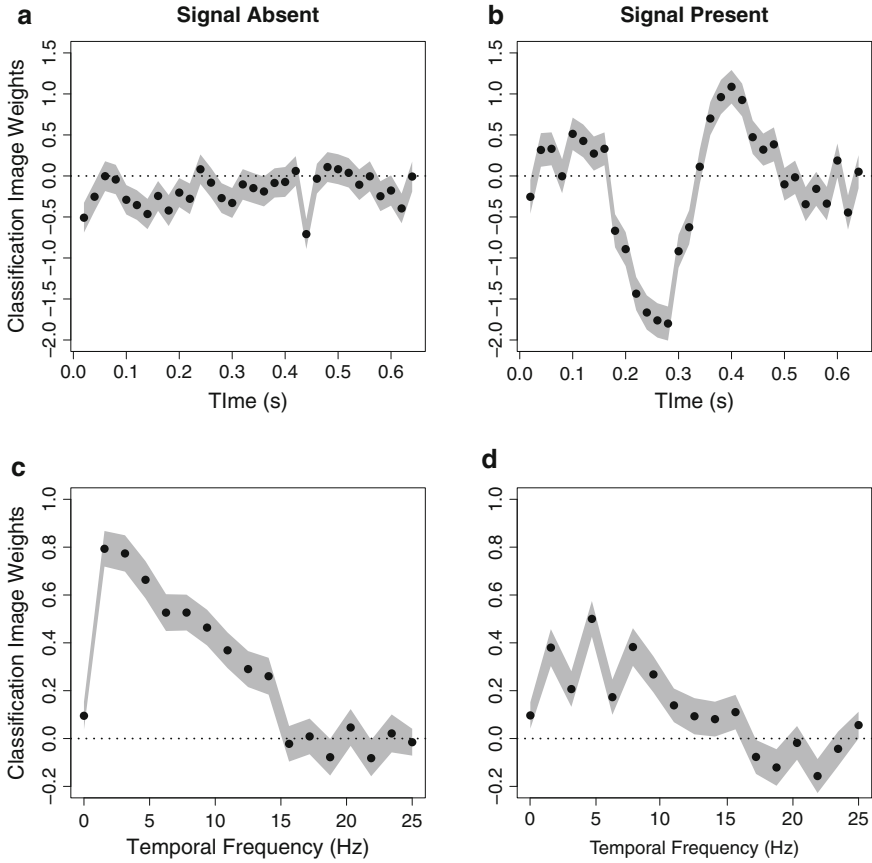 a
Signal Absent
b
Signal Present
Classification Image Weights
1.5
1.0
0.5
0.0
−0.5
−1.0
−1.5
−2.0
0.0 0.1 0.2 0.3 0.4 0.5 0.6
TIme (s)
1.5
1.0
0.5
0.0
−0.5
−1.0
−1.5
−2.0
0.0 0.1 0.2 0.3 0.4 0.5 0.6
TIme (s)
c
d
Classification Image Weights
1.0
0.8
0.6
0.4
0.2
0.0
−0.2
0 5 10 15 20 25
Temporal Frequency (Hz)
1.0
0.8
0.6
0.4
0.2
0.0
−0.2
0 5 10 15 20 25
Temporal Frequency (Hz)